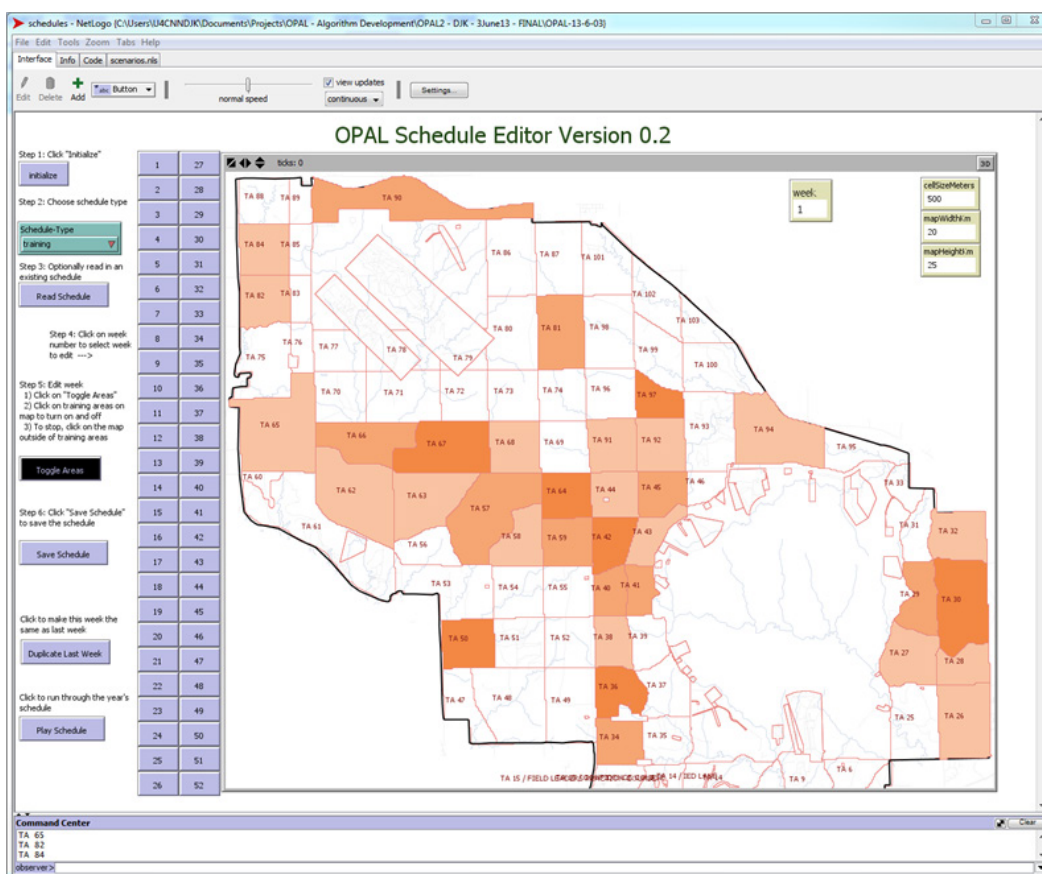 schedules - NetLogo {C:\Users\U4CNNDJK\Documents\Projects\OPAL - Algorithm Development\OPAL2 - DJK - 3June13 - FINAL\OPAL-13-6-03}
File Edit Tools Zoom Tabs Help
Interface Info Code scenarios.nls
Edit Delete Add
abc Button
normal speed
view updates
continuous
Settings...
OPAL Schedule Editor Version 0.2
Step 1: Click "Initialize"
initialize
Step 2: Choose schedule type
Schedule-Type
training
Step 3: Optionally read in an
existing schedule
Read Schedule
Step 4: Click on week
number to select week
to edit --->
Step 5: Edit week
1) Click on "Toggle Areas"
2) Click on training areas on
map to turn on and off
3) To stop, click on the map
outside of training areas
Toggle Areas
Step 6: Click "Save Schedule"
to save the schedule
Save Schedule
Click to make this week the
same as last week
Duplicate Last Week
Click to run through the year's
schedule
Play Schedule
1 27
2 28
3 29
4 30
5 31
6 32
7 33
8 34
9 35
10 36
11 37
12 38
13 39
14 40
15 41
16 42
17 43
18 44
19 45
20 46
21 47
22 48
23 49
24 50
25 51
26 52
ticks: 0
3D
week:
1
cellSizeMeters
500
mapWidthKm
20
mapHeightKm
25
TA 88 TA 89 TA 90
TA 84 TA 85 TA 86 TA 87 TA 101
TA 82 TA 83 TA 102
TA 103
TA 80 TA 81 TA 98
TA 75 TA 76 TA 77 TA 78 TA 79 TA 99 TA 100
TA 70 TA 71 TA 72 TA 73 TA 74 TA 96 TA 97
TA 65 TA 66 TA 67 TA 68 TA 69 TA 91 TA 92 TA 93 TA 94 TA 95
TA 60 TA 62 TA 63 TA 64 TA 44 TA 45 TA 46 TA 33
TA 61 TA 57 TA 58 TA 59 TA 42 TA 43 TA 31 TA 32
TA 56
TA 53 TA 54 TA 55 TA 40 TA 41 TA 29 TA 30
TA 50 TA 51 TA 52 TA 38 TA 39 TA 27 TA 28
TA 47 TA 48 TA 49 TA 36 TA 37 TA 25 TA 26
TA 34 TA 35
TA 9 TA 6
TA 15 / FIELD
TA 14 / IED
Command Center
Clear
TA 65
TA 82
TA 84
observer>